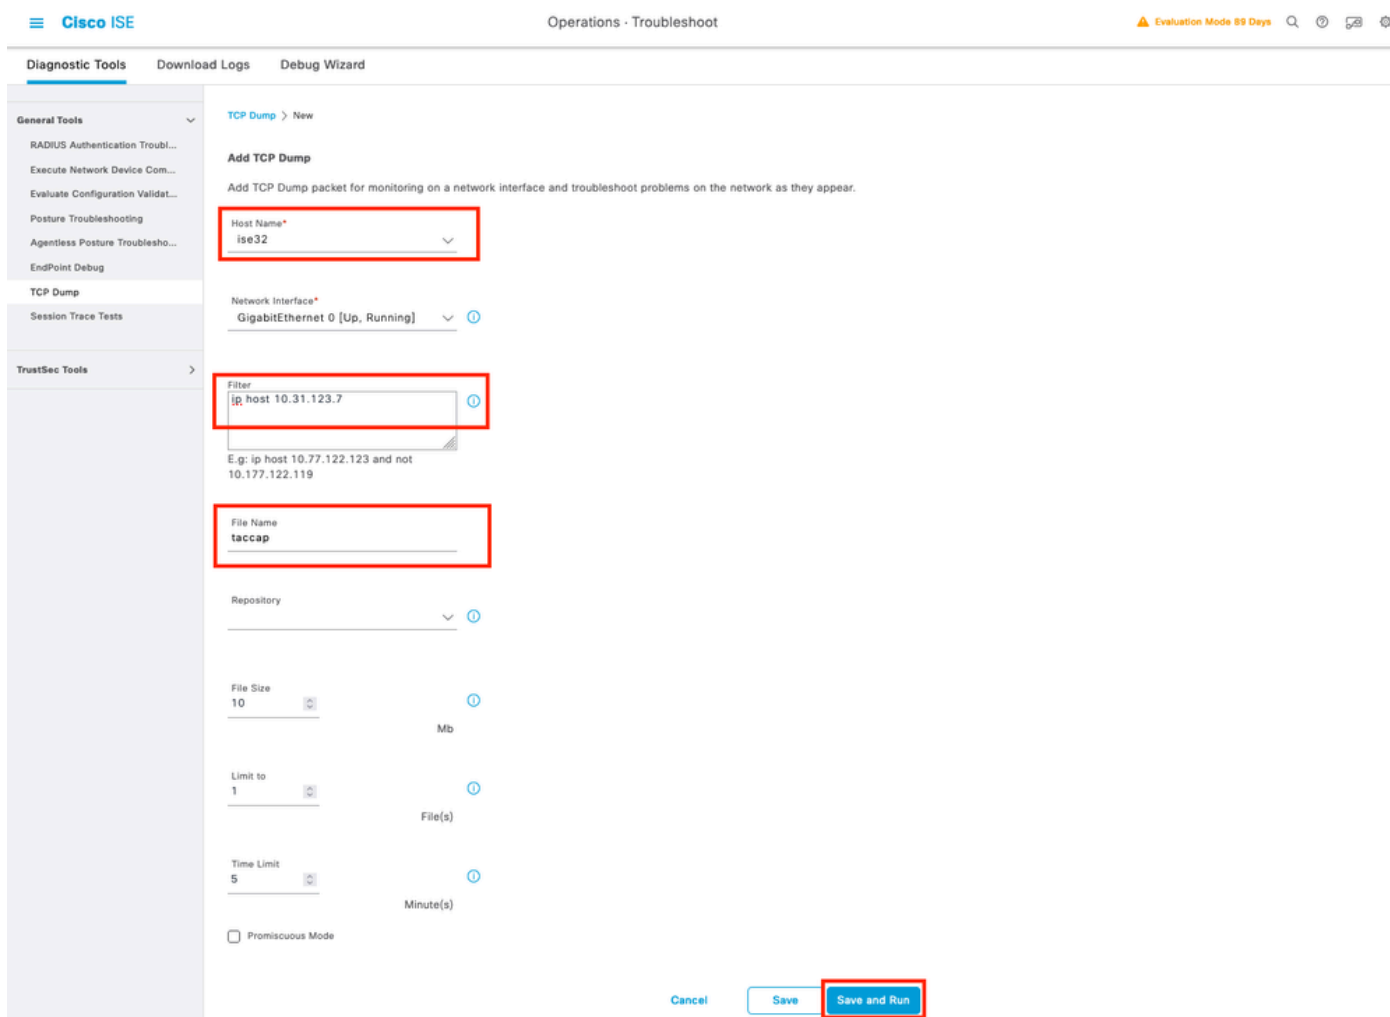 Cisco ISE
Operations · Troubleshoot
Evaluation Mode 89 Days
Diagnostic Tools
Download Logs
Debug Wizard
General Tools
RADIUS Authentication Troubl...
Execute Network Device Com...
Evaluate Configuration Validat...
Posture Troubleshooting
Agentless Posture Troublesho...
EndPoint Debug
TCP Dump
Session Trace Tests
TrustSec Tools
TCP Dump > New
Add TCP Dump
Add TCP Dump packet for monitoring on a network interface and troubleshoot problems on the network as they appear.
Host Name*
ise32
Network Interface*
GigabitEthernet 0 [Up, Running]
Filter
ip host 10.31.123.7
E.g: ip host 10.77.122.123 and not
10.177.122.119
File Name
taccap
Repository
File Size
10
Mb
Limit to
1
File(s)
Time Limit
5
Minute(s)
Promiscuous Mode
Cancel
Save
Save and Run